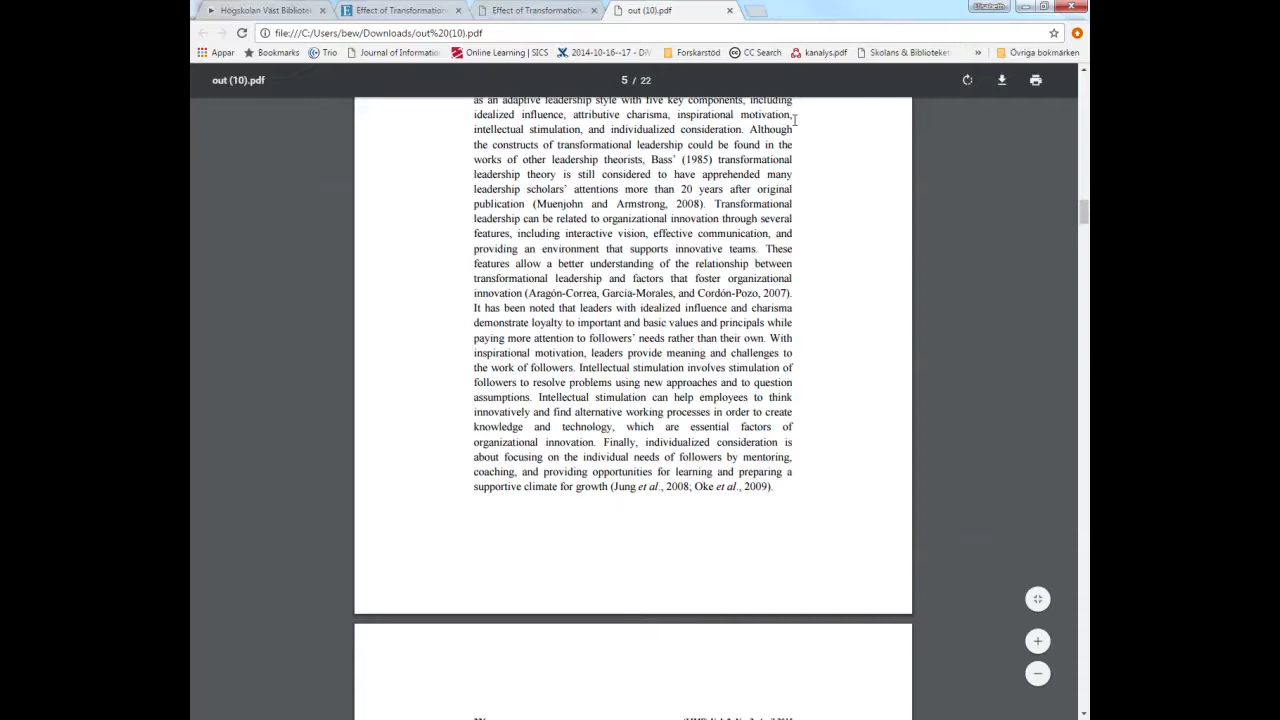 Högskolan Väst Bibliotek
Effect of Transformation
Effect of Transformation
out (10).pdf
Elisabeth
file:///C:/Users/bew/Downloads/out%20(10).pdf
Appar
Bookmarks
Trio
Journal of Informatio
Online Learning | SICS
2014-10-16--17 - DiV
Forskarstöd
CC Search
kanalys.pdf
Skolans & Biblioteke
»
Övriga bokmärken
out (10).pdf
5 / 22
as an adaptive leadership style with five key components, including
idealized influence, attributive charisma, inspirational motivation,
intellectual stimulation, and individualized consideration. Although
the constructs of transformational leadership could be found in the
works of other leadership theorists, Bass’ (1985) transformational
leadership theory is still considered to have apprehended many
leadership scholars’ attentions more than 20 years after original
publication (Muenjohn and Armstrong, 2008). Transformational
leadership can be related to organizational innovation through several
features, including interactive vision, effective communication, and
providing an environment that supports innovative teams. These
features allow a better understanding of the relationship between
transformational leadership and factors that foster organizational
innovation (Aragón-Correa, García-Morales, and Cordón-Pozo, 2007).
It has been noted that leaders with idealized influence and charisma
demonstrate loyalty to important and basic values and principals while
paying more attention to followers’ needs rather than their own. With
inspirational motivation, leaders provide meaning and challenges to
the work of followers. Intellectual stimulation involves stimulation of
followers to resolve problems using new approaches and to question
assumptions. Intellectual stimulation can help employees to think
innovatively and find alternative working processes in order to create
knowledge and technology, which are essential factors of
organizational innovation. Finally, individualized consideration is
about focusing on the individual needs of followers by mentoring,
coaching, and providing opportunities for learning and preparing a
supportive climate for growth (Jung et al., 2008; Oke et al., 2009).